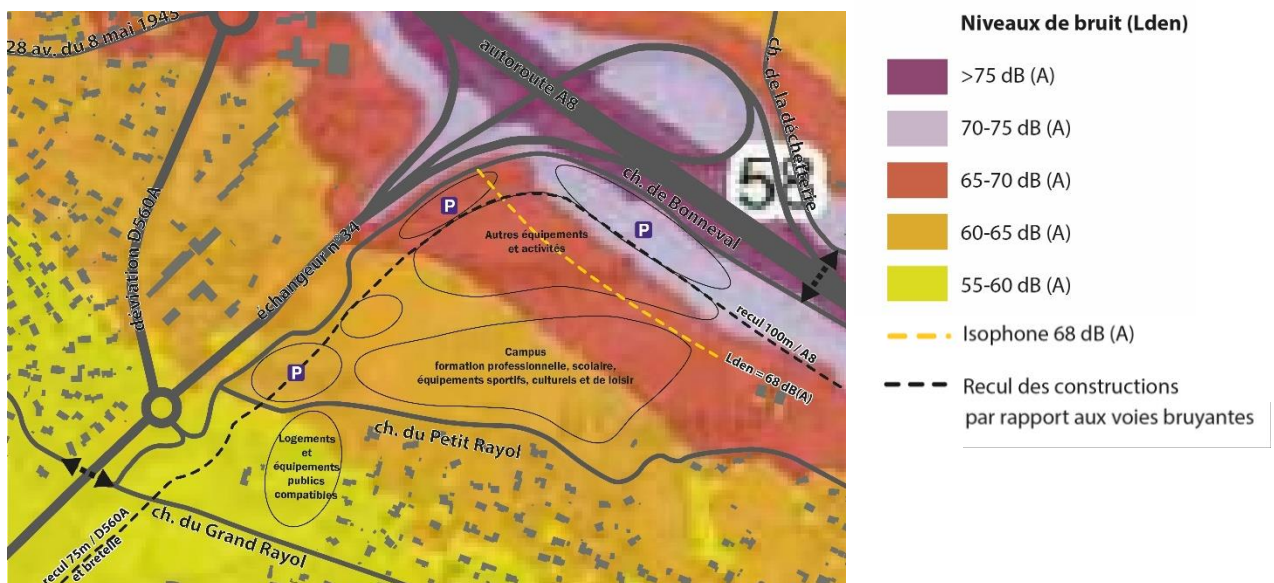 28 av. du 8 mai 1945
autoroute A8
ch. de la déchetterie
58
déviation D560A
échangeur n°34
ch. de Bonneval
P
P
Autres équipements
et activités
recul 100m / A8
Lden = 68 dB(A)
P
Campus
formation professionnelle, scolaire,
équipements sportifs, culturels et de loisir
ch. du Petit Rayol
Logements
et
équipements
publics
compatibles
ch. du Grand Rayol
recul 75m / D560A
et bretelle
Niveaux de bruit (Lden)
>75 dB (A)
70-75 dB (A)
65-70 dB (A)
60-65 dB (A)
55-60 dB (A)
Isophone 68 dB (A)
Recul des constructions
par rapport aux voies bruyantes